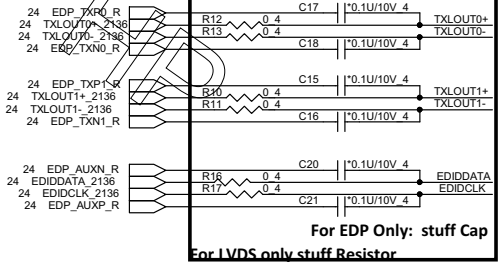 C17 *0.1U/10V_4
24 EDP_TXP0_R
24 TXLOUT0+_2136 R12 0_4 TXLOUT0+
24 TXLOUT0-_2136 R13 0_4 TXLOUT0-
24 EDP_TXN0_R
C18 *0.1U/10V_4
C15 *0.1U/10V_4
24 EDP_TXP1_R
24 TXLOUT1+_2136 R10 0_4 TXLOUT1+
24 TXLOUT1-_2136 R11 0_4 TXLOUT1-
24 EDP_TXN1_R
C16 *0.1U/10V_4
C20 *0.1U/10V_4
24 EDP_AUXN_R
24 EDIDDATA_2136 R16 0_4 EDIDDATA
24 EDIDCLK_2136 R17 0_4 EDIDCLK
24 EDP_AUXP_R
C21 *0.1U/10V_4
For EDP Only: stuff Cap
For LVDS only stuff Resistor